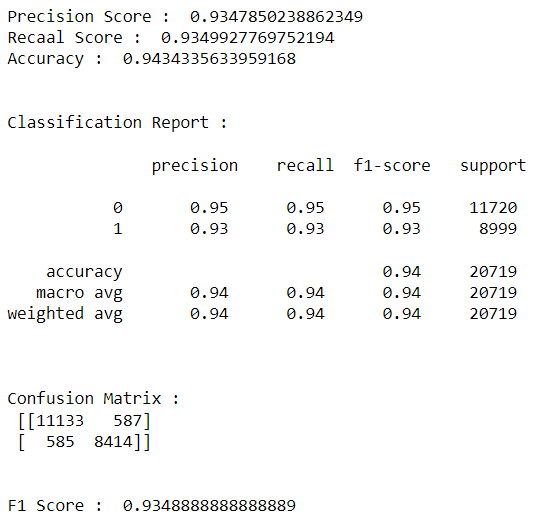 Precision Score :  0.9347850238862349
Recaal Score :  0.9349927769752194
Accuracy :  0.9434335633959168
Classification Report :
precision    recall  f1-score   support
0       0.95      0.95      0.95     11720
1       0.93      0.93      0.93      8999
accuracy                           0.94     20719
macro avg       0.94      0.94      0.94     20719
weighted avg       0.94      0.94      0.94     20719
Confusion Matrix :
[[11133   587]
[  585  8414]]
F1 Score :  0.9348888888888889